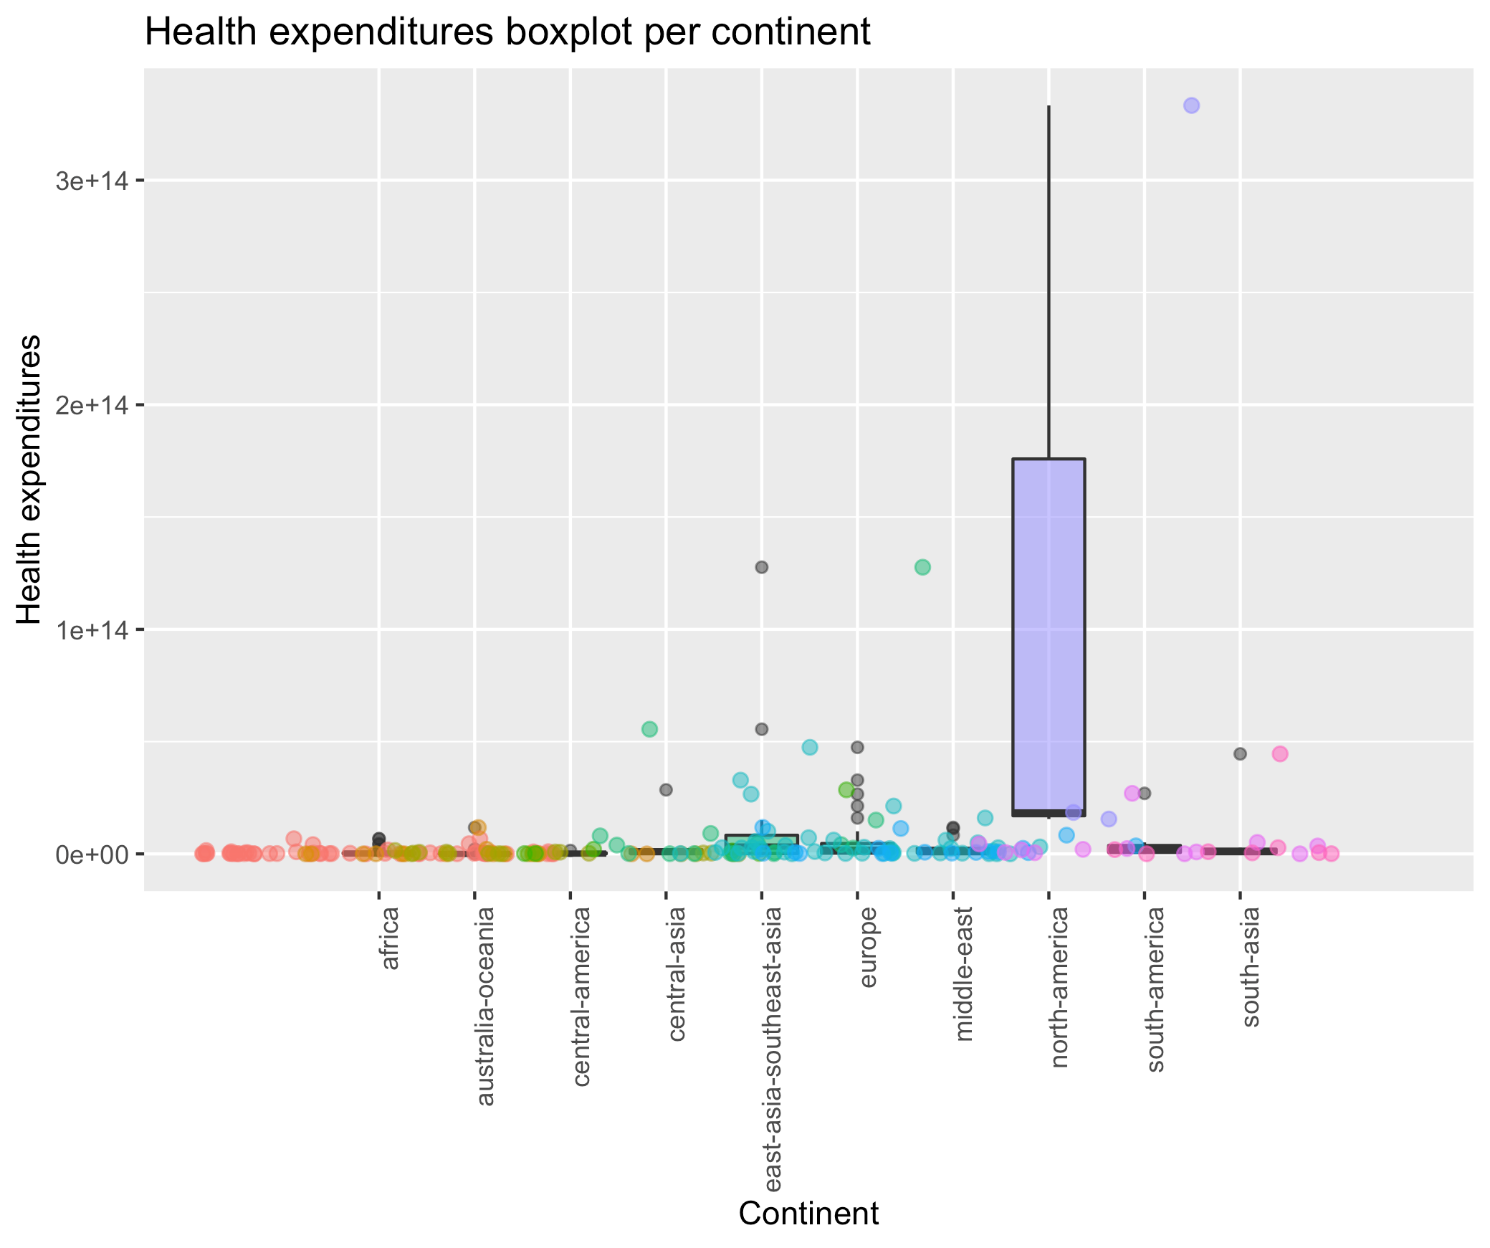 Health expenditures boxplot per continent
Health expenditures
3e+14
2e+14
1e+14
0e+00
africa
australia-oceania
central-america
central-asia
east-asia-southeast-asia
europe
middle-east
north-america
south-america
south-asia
Continent